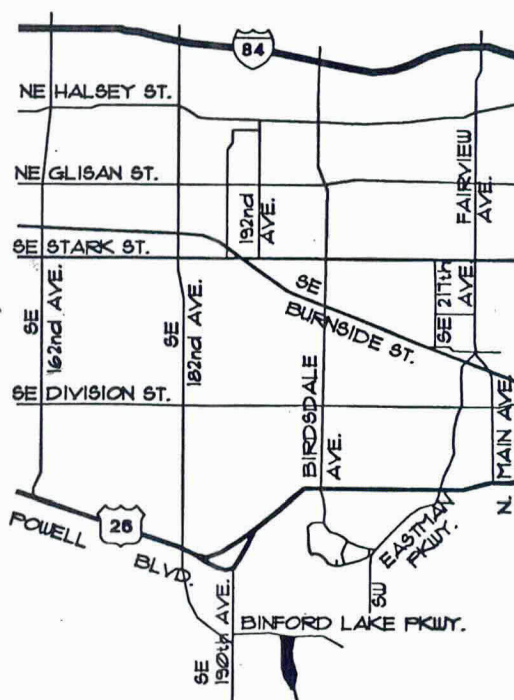 84
NE HALSEY ST.
NE GLISAN ST.
192nd
AVE.
FAIRVIEW
AVE.
SE STARK ST.
SE
162nd AVE.
SE
182nd AVE.
SE
BURNSIDE ST.
SE 217th
AVE.
SE DIVISION ST.
BIRDSDALE
AVE.
N. MAIN AVE.
26
POWELL
BLVD.
EASTMAN
PKWY.
SW
SE
190th AVE.
BINFORD LAKE PKWY.